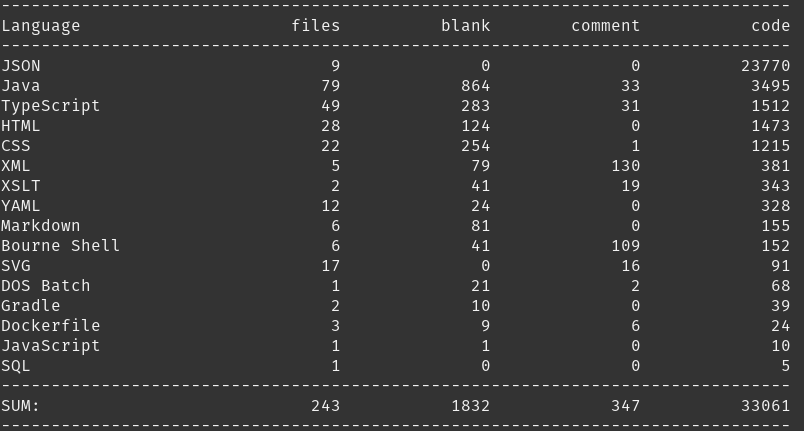 -------------------------------------------------------------------------------
Language                     files          blank        comment           code
-------------------------------------------------------------------------------
JSON                             9              0              0          23770
Java                            79            864             33           3495
TypeScript                      49            283             31           1512
HTML                            28            124              0           1473
CSS                             22            254              1           1215
XML                              5             79            130            381
XSLT                             2             41             19            343
YAML                            12             24              0            328
Markdown                         6             81              0            155
Bourne Shell                     6             41            109            152
SVG                             17              0             16             91
DOS Batch                        1             21              2             68
Gradle                           2             10              0             39
Dockerfile                       3              9              6             24
JavaScript                       1              1              0             10
SQL                              1              0              0              5
-------------------------------------------------------------------------------
SUM:                           243           1832            347          33061
-------------------------------------------------------------------------------